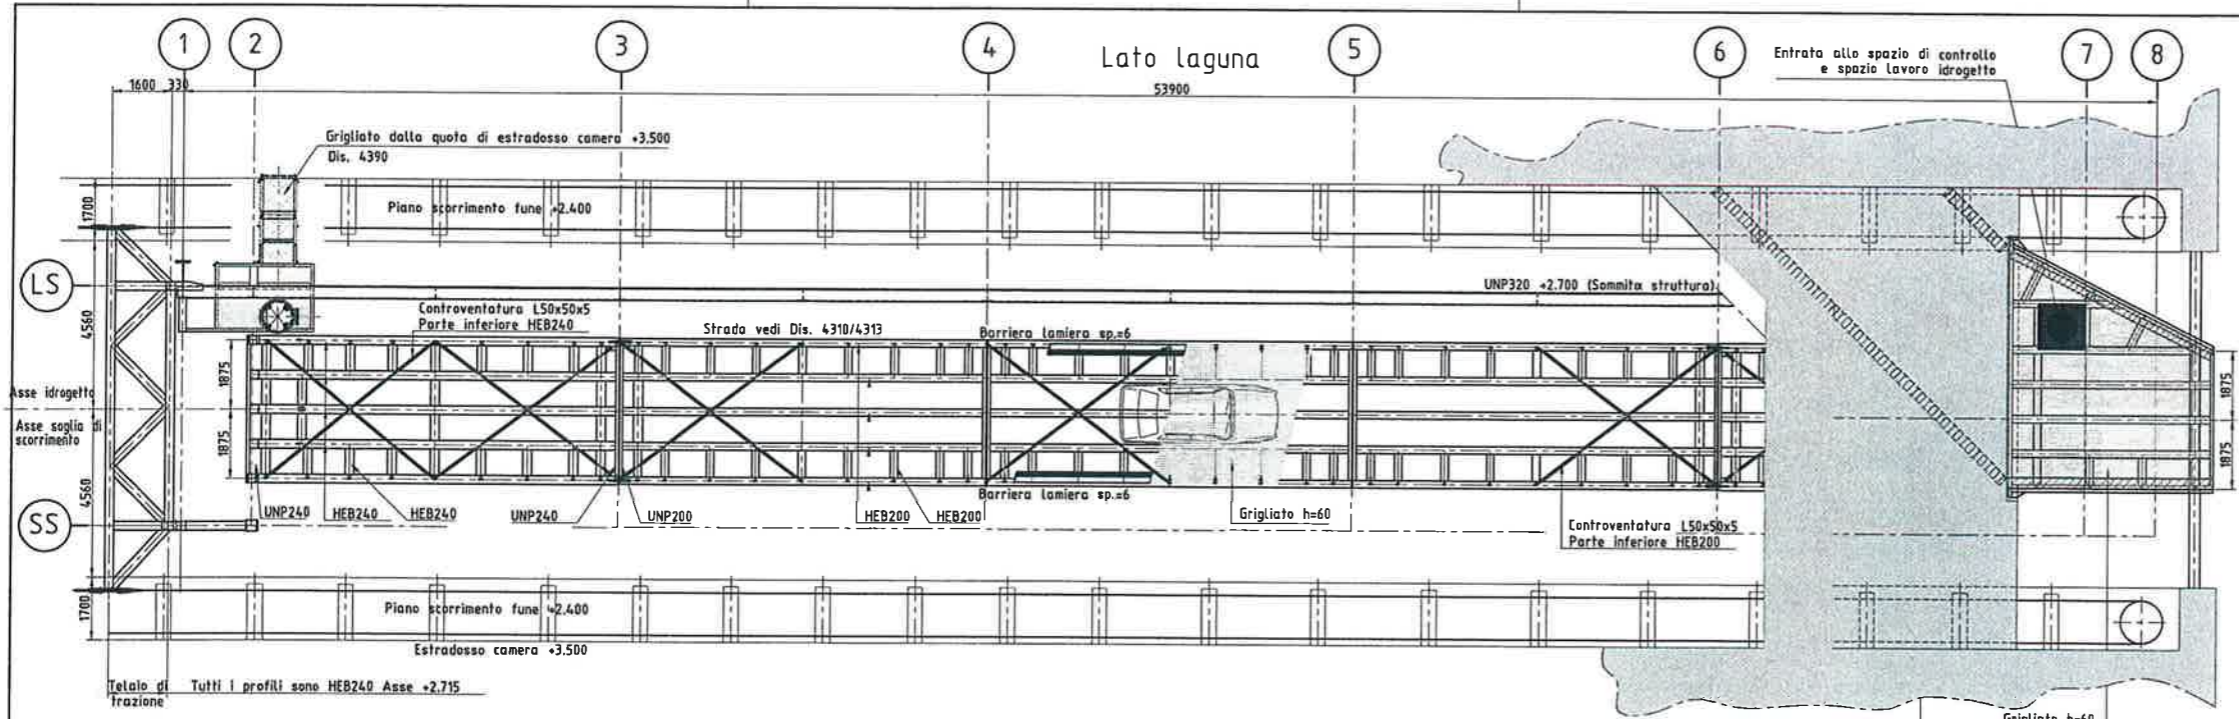 1
2
3
4
Lato laguna
5
6
Entrata allo spazio di controllo
e spazio lavoro idrogetto
7
8
1600
330
53900
Grigliato dalla quota di estradosso camera +3.500
Dis. 4390
1700
Piano scorrimento fune +2.400
LS
UNP320 +2.700 (Sommita struttura)
Controventatura L50x50x5
Parte inferiore HEB240
Strada vedi Dis. 4310/4313
Barriera lamiera sp.=6
4560
1875
1875
Asse idrogetto
Asse soglia di
scorrimento
1875
1875
4560
Barriera lamiera sp.=6
SS
UNP240
HEB240
HEB240
UNP240
UNP200
HEB200
HEB200
Grigliato h=60
Controventatura L50x50x5
Parte inferiore HEB200
1700
Piano scorrimento fune +2.400
Estradosso camera +3.500
Telaio di
trazione
Tutti i profili sono HEB240 Asse +2.715
Grigliato h=60